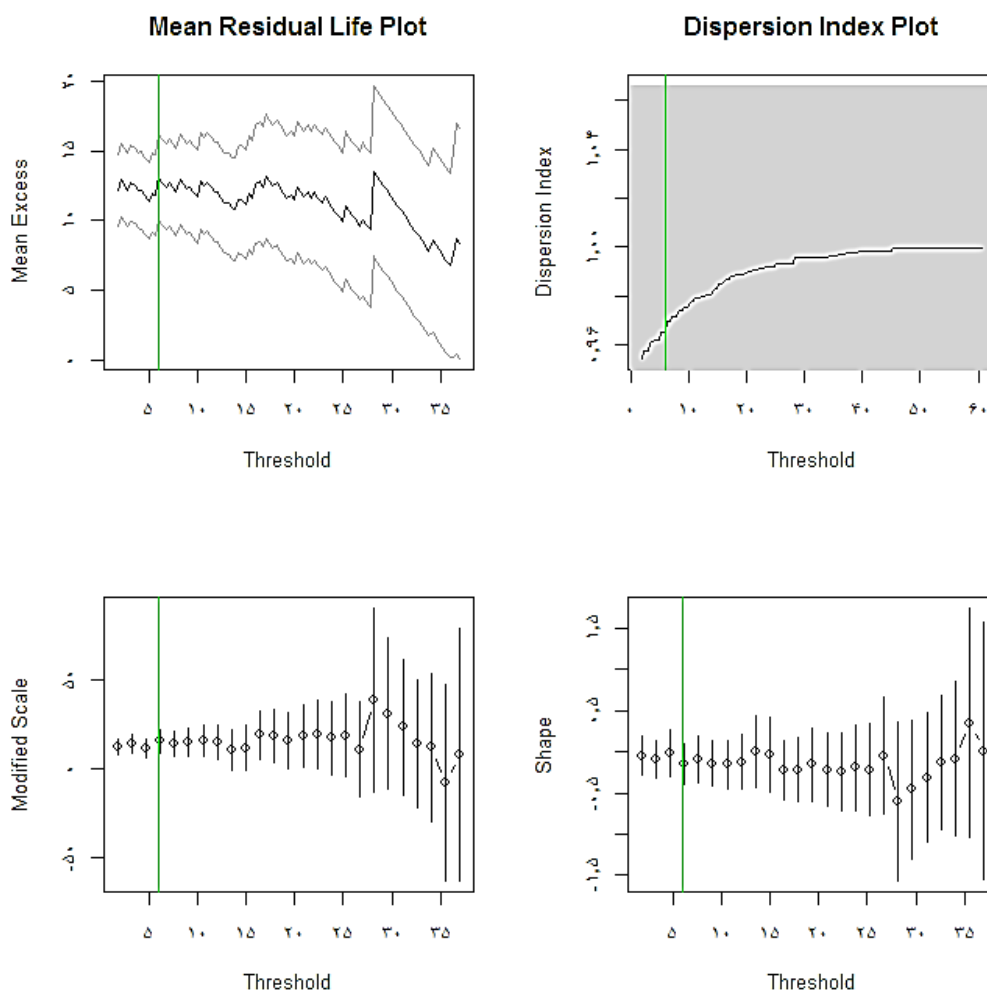 Mean Residual Life Plot
Mean Excess
۰ ۵ ۱۰ ۱۵ ۲۰
۵ ۱۰ ۱۵ ۲۰ ۲۵ ۳۰ ۳۵
Threshold
Dispersion Index Plot
Dispersion Index
۰,۹۶ ۱,۰۰ ۱,۰۴
۰ ۱۰ ۲۰ ۳۰ ۴۰ ۵۰ ۶۰
Threshold
Modified Scale
-۵۰ ۰ ۵۰
۵ ۱۰ ۱۵ ۲۰ ۲۵ ۳۰ ۳۵
Threshold
Shape
-۱,۵ -۰,۵ ۰,۵ ۱,۵
۵ ۱۰ ۱۵ ۲۰ ۲۵ ۳۰ ۳۵
Threshold